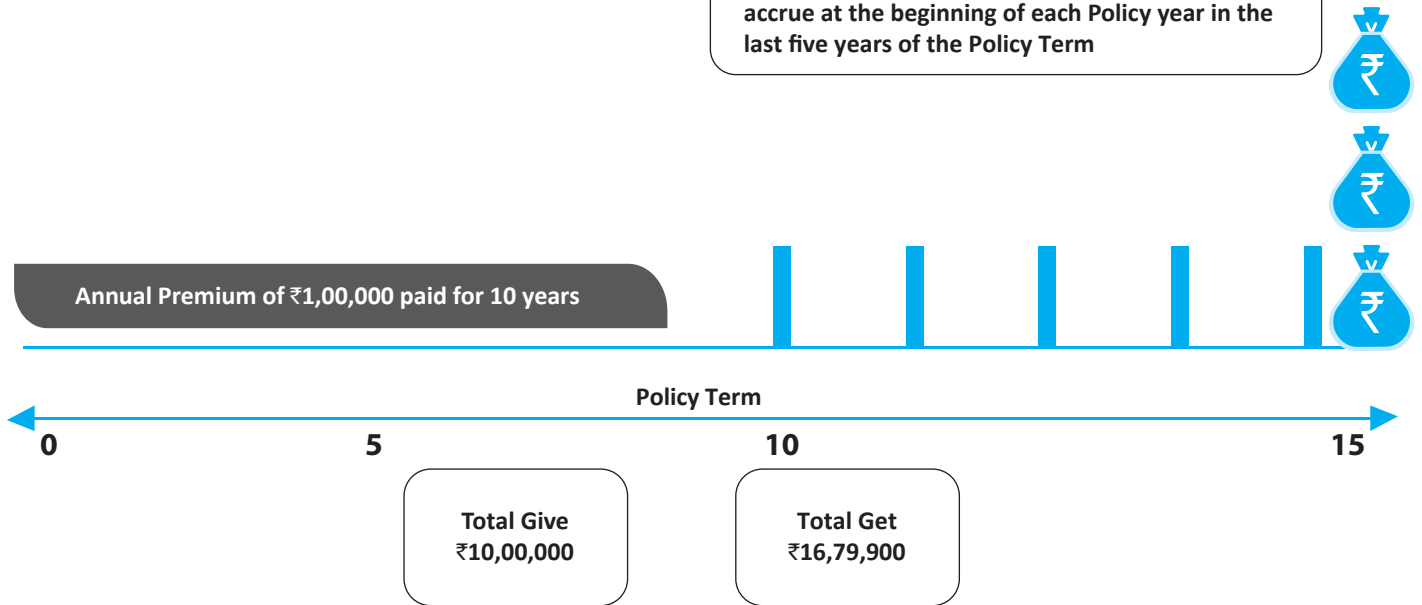 accrue at the beginning of each Policy year in the
last five years of the Policy Term
₹
₹
₹
Annual Premium of ₹1,00,000 paid for 10 years
Policy Term
0 5 10 15
Total Give
₹10,00,000
Total Get
₹16,79,900